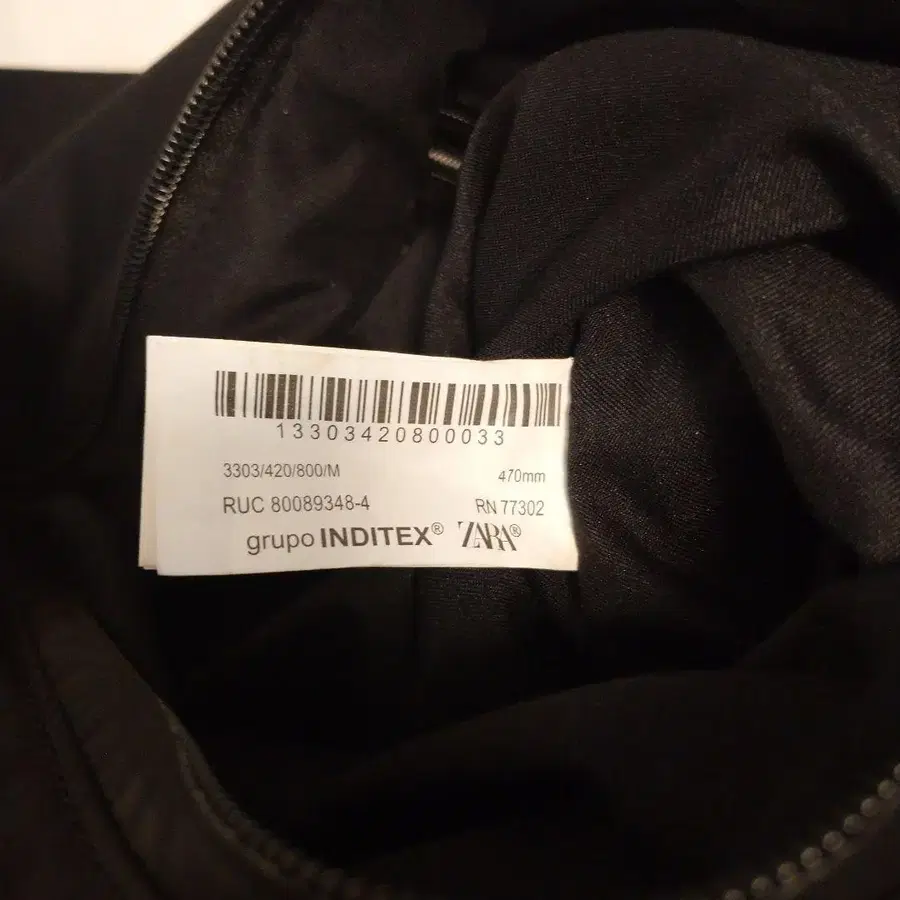 13303420800033
3303/420/800/M 470mm
RUC 80089348-4 RN 77302
grupo INDITEX® ZARA®